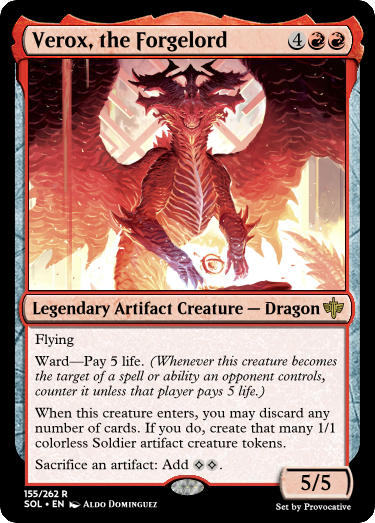 Verox, the Forgelord 4
Legendary Artifact Creature — Dragon
Flying
Ward—Pay 5 life. (Whenever this creature becomes
the target of a spell or ability an opponent controls,
counter it unless that player pays 5 life.)
When this creature enters, you may discard any
number of cards. If you do, create that many 1/1
colorless Soldier artifact creature tokens.
Sacrifice an artifact: Add
5/5
155/262 R
SOL • EN Aldo Dominguez
Set by Provocative